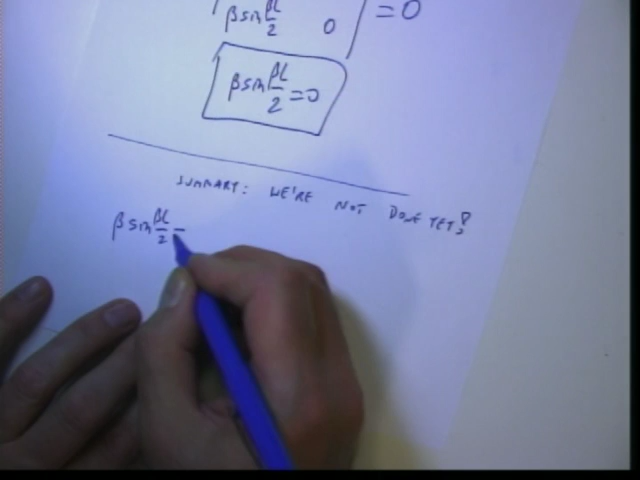 β sin βL/2 0 | = 0
β sin βL/2 = 0
SUMMARY: WE'RE NOT DONE YET!
β sin βL/2 =